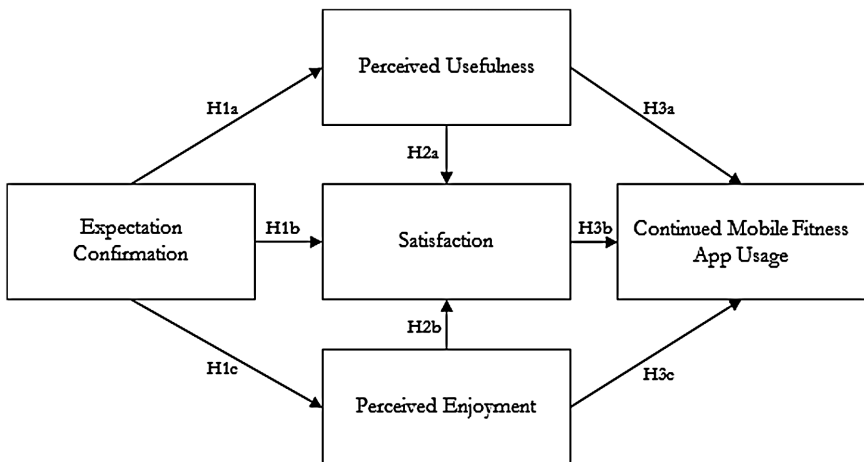 Perceived Usefulness
H1a
H3a
H2a
Expectation
Confirmation
H1b
Satisfaction
H3b
Continued Mobile Fitness
App Usage
H2b
H1c
H3c
Perceived Enjoyment